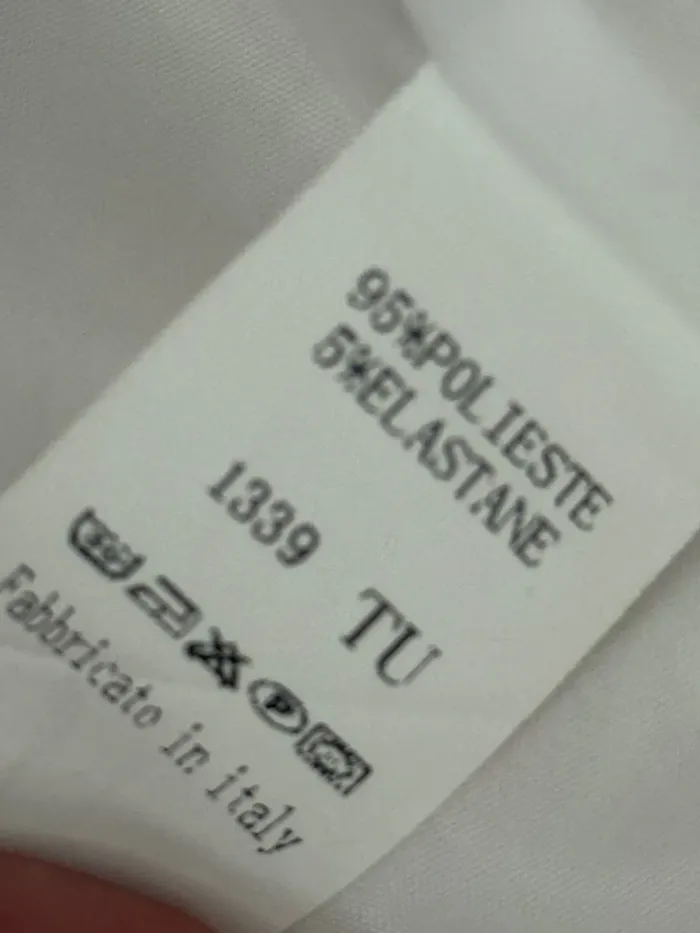 95%POLIESTE
5%ELASTANE
1339 TU
P
Fabbricato in italy